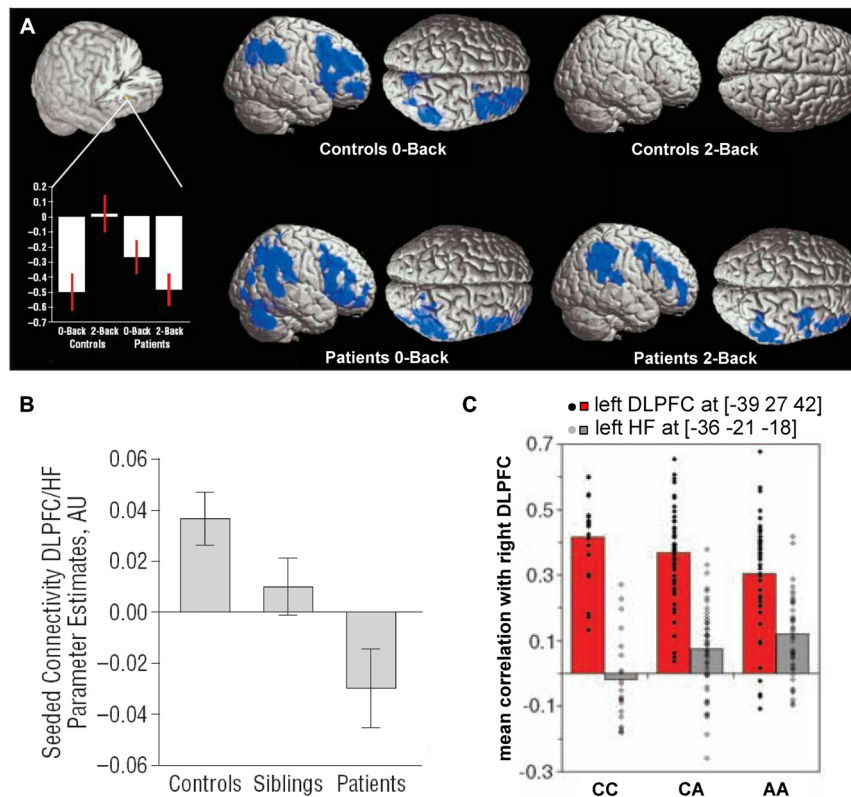 A
Controls 0-Back
Controls 2-Back
0.2
0.1
0
-0.1
-0.2
-0.3
-0.4
-0.5
-0.6
-0.7
0-Back 2-Back 0-Back 2-Back
Controls Patients
Patients 0-Back
Patients 2-Back
B
Seeded Connectivity DLPFC/HF
Parameter Estimates, AU
0.06
0.04
0.02
0.00
−0.02
−0.04
−0.06
Controls Siblings Patients
C
left DLPFC at [-39 27 42]
left HF at [-36 -21 -18]
mean correlation with right DLPFC
0.7
0.5
0.3
0.1
-0.1
-0.3
CC CA AA